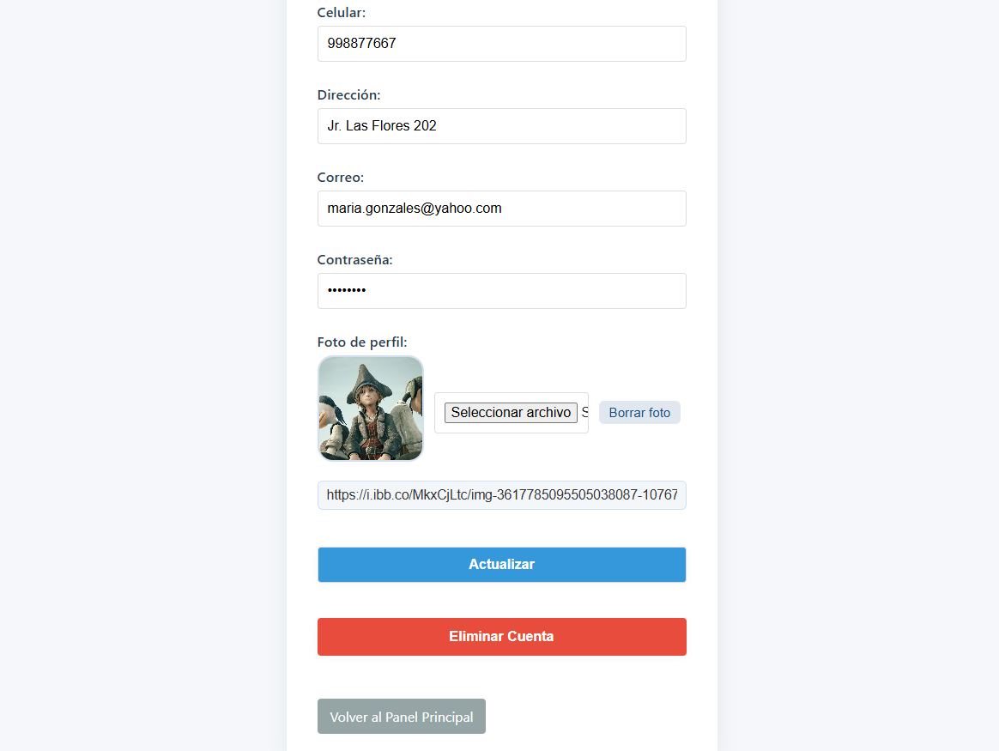 Celular:
998877667
Dirección:
Jr. Las Flores 202
Correo:
maria.gonzales@yahoo.com
Contraseña:
••••••••
Foto de perfil:
Seleccionar archivo S
Borrar foto
https://i.ibb.co/MkxCjLtc/img-3617785095505038087-10767
Actualizar
Eliminar Cuenta
Volver al Panel Principal